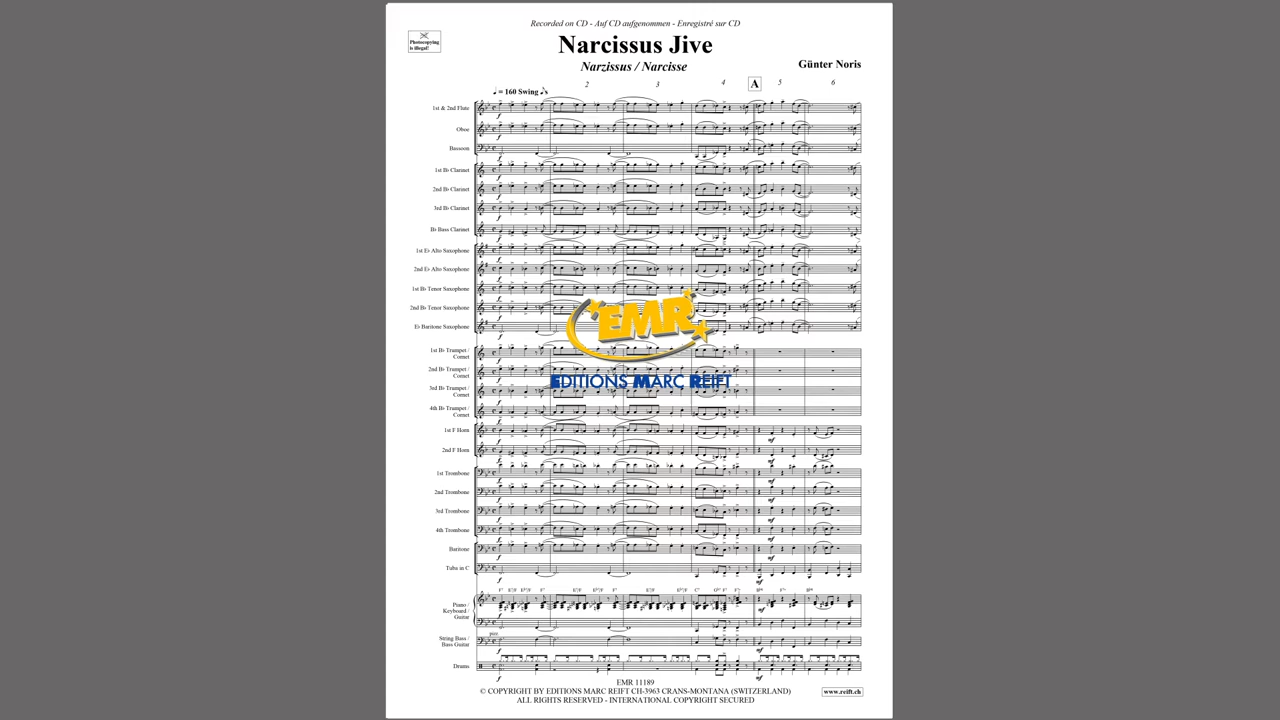 Recorded on CD - Auf CD aufgenommen - Enregistré sur CD
Photocopying
is illegal!
Narcissus Jive
Narzissus / Narcisse
Günter Noris
= 160 Swing
2
3
4
A
5
6
1st & 2nd Flute
Oboe
Bassoon
1st B♭ Clarinet
2nd B♭ Clarinet
3rd B♭ Clarinet
B♭ Bass Clarinet
1st E♭ Alto Saxophone
2nd E♭ Alto Saxophone
1st B♭ Tenor Saxophone
2nd B♭ Tenor Saxophone
E♭ Baritone Saxophone
EMR
EDITIONS MARC REIFT
1st B♭ Trumpet /
Cornet
2nd B♭ Trumpet /
Cornet
3rd B♭ Trumpet /
Cornet
4th B♭ Trumpet /
Cornet
1st F Horn
2nd F Horn
1st Trombone
2nd Trombone
3rd Trombone
4th Trombone
Baritone
Tuba in C
Piano /
Keyboard /
Guitar
String Bass /
Bass Guitar
Drums
EMR 11189
© COPYRIGHT BY EDITIONS MARC REIFT CH-3963 CRANS-MONTANA (SWITZERLAND)
ALL RIGHTS RESERVED - INTERNATIONAL COPYRIGHT SECURED
www.reift.ch